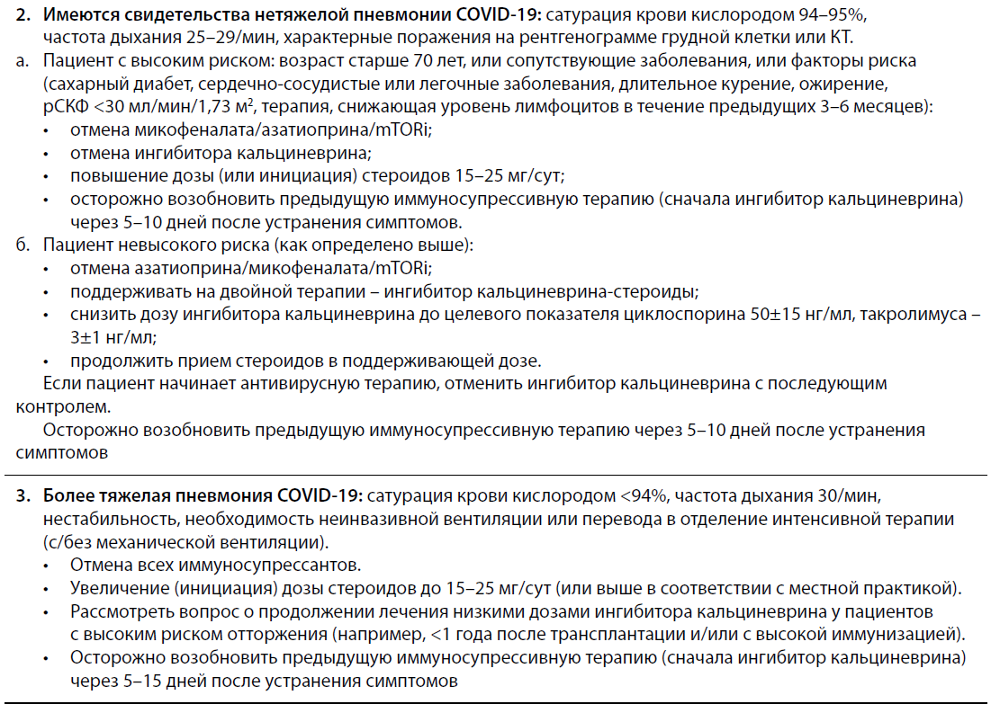 2. Имеются свидетельства нетяжелой пневмонии COVID-19: сатурация крови кислородом 94–95%,
частота дыхания 25–29/мин, характерные поражения на рентгенограмме грудной клетки или КТ.
а. Пациент с высоким риском: возраст старше 70 лет, или сопутствующие заболевания, или факторы риска
(сахарный диабет, сердечно-сосудистые или легочные заболевания, длительное курение, ожирение,
рСКФ <30 мл/мин/1,73 м², терапия, снижающая уровень лимфоцитов в течение предыдущих 3–6 месяцев):
• отмена микофеналата/азатиоприна/mTORi;
• отмена ингибитора кальциневрина;
• повышение дозы (или инициация) стероидов 15–25 мг/сут;
• осторожно возобновить предыдущую иммуносупрессивную терапию (сначала ингибитор кальциневрина)
через 5–10 дней после устранения симптомов.
б. Пациент невысокого риска (как определено выше):
• отмена азатиоприна/микофеналата/mTORi;
• поддерживать на двойной терапии – ингибитор кальциневрина-стероиды;
• снизить дозу ингибитора кальциневрина до целевого показателя циклоспорина 50±15 нг/мл, такролимуса –
3±1 нг/мл;
• продолжить прием стероидов в поддерживающей дозе.
Если пациент начинает антивирусную терапию, отменить ингибитор кальциневрина с последующим
контролем.
Осторожно возобновить предыдущую иммуносупрессивную терапию через 5–10 дней после устранения
симптомов
3. Более тяжелая пневмония COVID-19: сатурация крови кислородом <94%, частота дыхания 30/мин,
нестабильность, необходимость неинвазивной вентиляции или перевода в отделение интенсивной терапии
(с/без механической вентиляции).
• Отмена всех иммуносупрессантов.
• Увеличение (инициация) дозы стероидов до 15–25 мг/сут (или выше в соответствии с местной практикой).
• Рассмотреть вопрос о продолжении лечения низкими дозами ингибитора кальциневрина у пациентов
с высоким риском отторжения (например, <1 года после трансплантации и/или с высокой иммунизацией).
• Осторожно возобновить предыдущую иммуносупрессивную терапию (сначала ингибитор кальциневрина)
через 5–15 дней после устранения симптомов